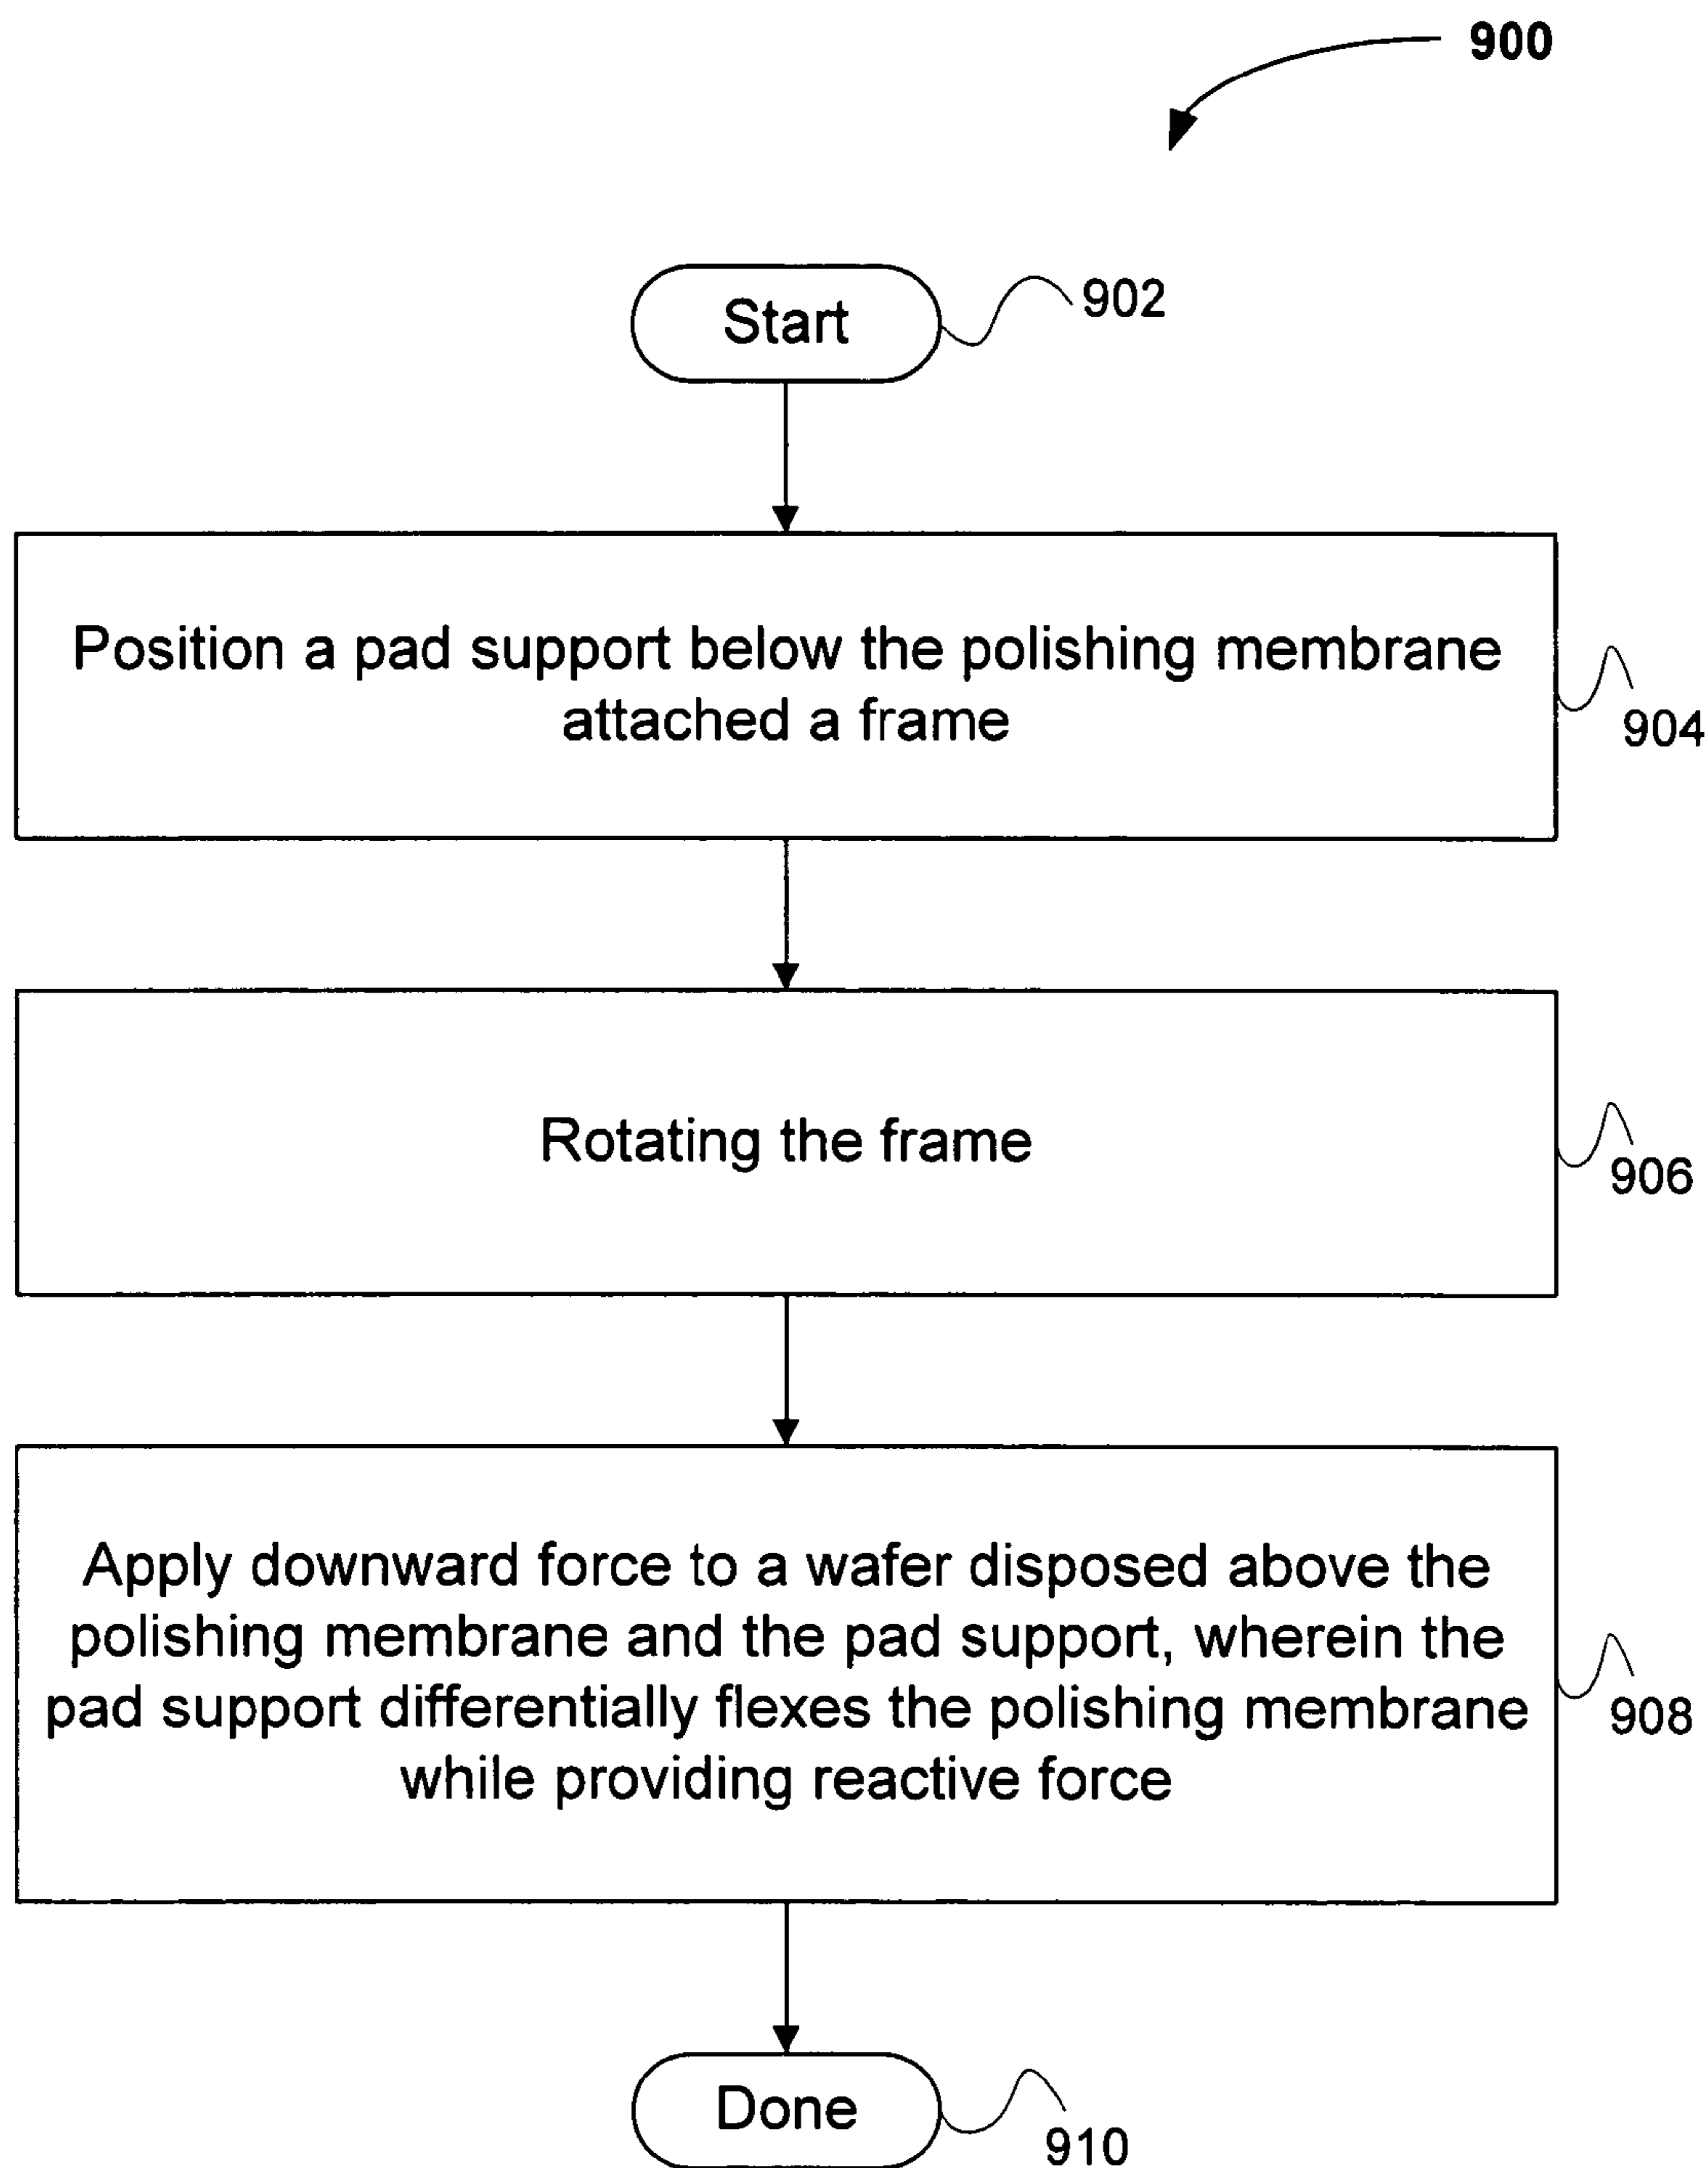 900
Start
902
Position a pad support below the polishing membrane
attached a frame
904
Rotating the frame
906
Apply downward force to a wafer disposed above the
polishing membrane and the pad support, wherein the
pad support differentially flexes the polishing membrane
while providing reactive force
908
Done
910